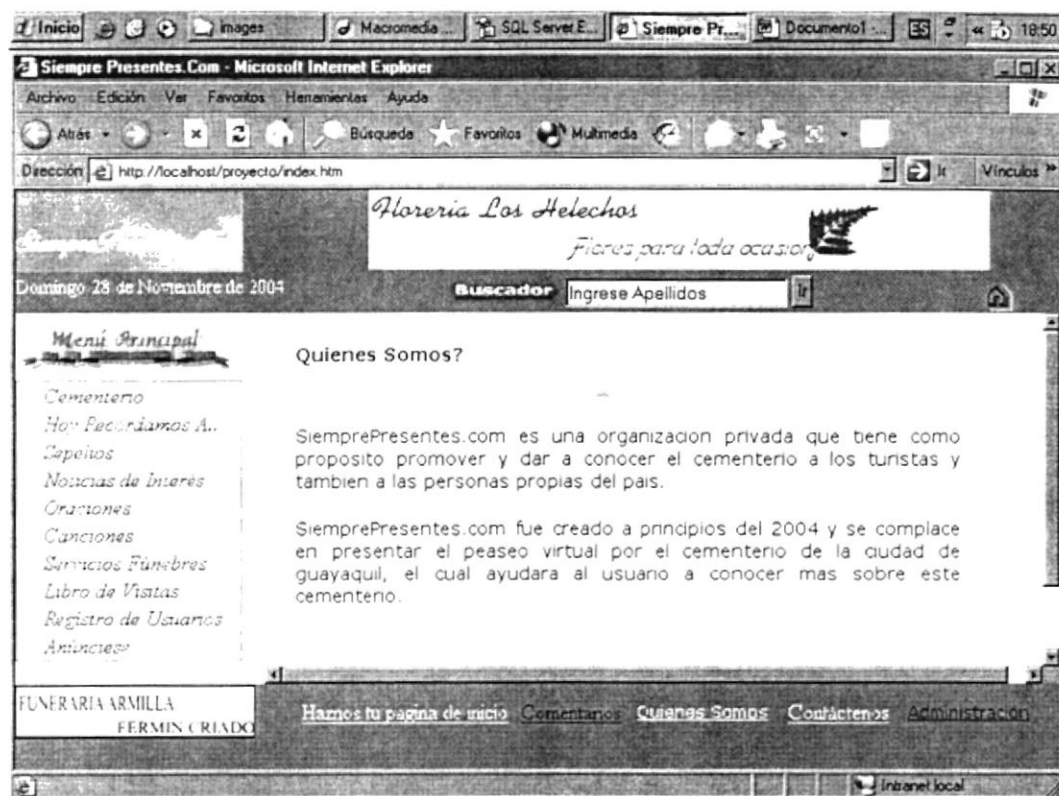 Inicio images Macromedia ... SQL Server E... Siempre Pr... Documento1 -... ES « 18:50
Siempre Presentes.Com - Microsoft Internet Explorer
Archivo Edición Ver Favoritos Herramientas Ayuda
Atrás Búsqueda Favoritos Multimedia
Dirección http://localhost/proyecto/index.htm Ir Vínculos »
Floreria Los Helechos
Flores para toda ocasion
Domingo 28 de Noviembre de 2004 Buscador Ingrese Apellidos Ir
Menú Principal
Quienes Somos?
Cementerio
Hoy Recordamos A..
Sepelios
Noticias de Interés
Oraciones
Canciones
Servicios Fúnebres
Libro de Visitas
Registro de Usuarios
Anúnciese
SiemprePresentes.com es una organizacion privada que tiene como
proposito promover y dar a conocer el cementerio a los turistas y
tambien a las personas propias del pais.
SiemprePresentes.com fue creado a principios del 2004 y se complace
en presentar el peaseo virtual por el cementerio de la ciudad de
guayaquil, el cual ayudara al usuario a conocer mas sobre este
cementerio.
FUNERARIA ARMILLA
FERMIN CRIADO
Haznos tu pagina de inicio Comentarios Quienes Somos Contáctenos Administración
Intranet local